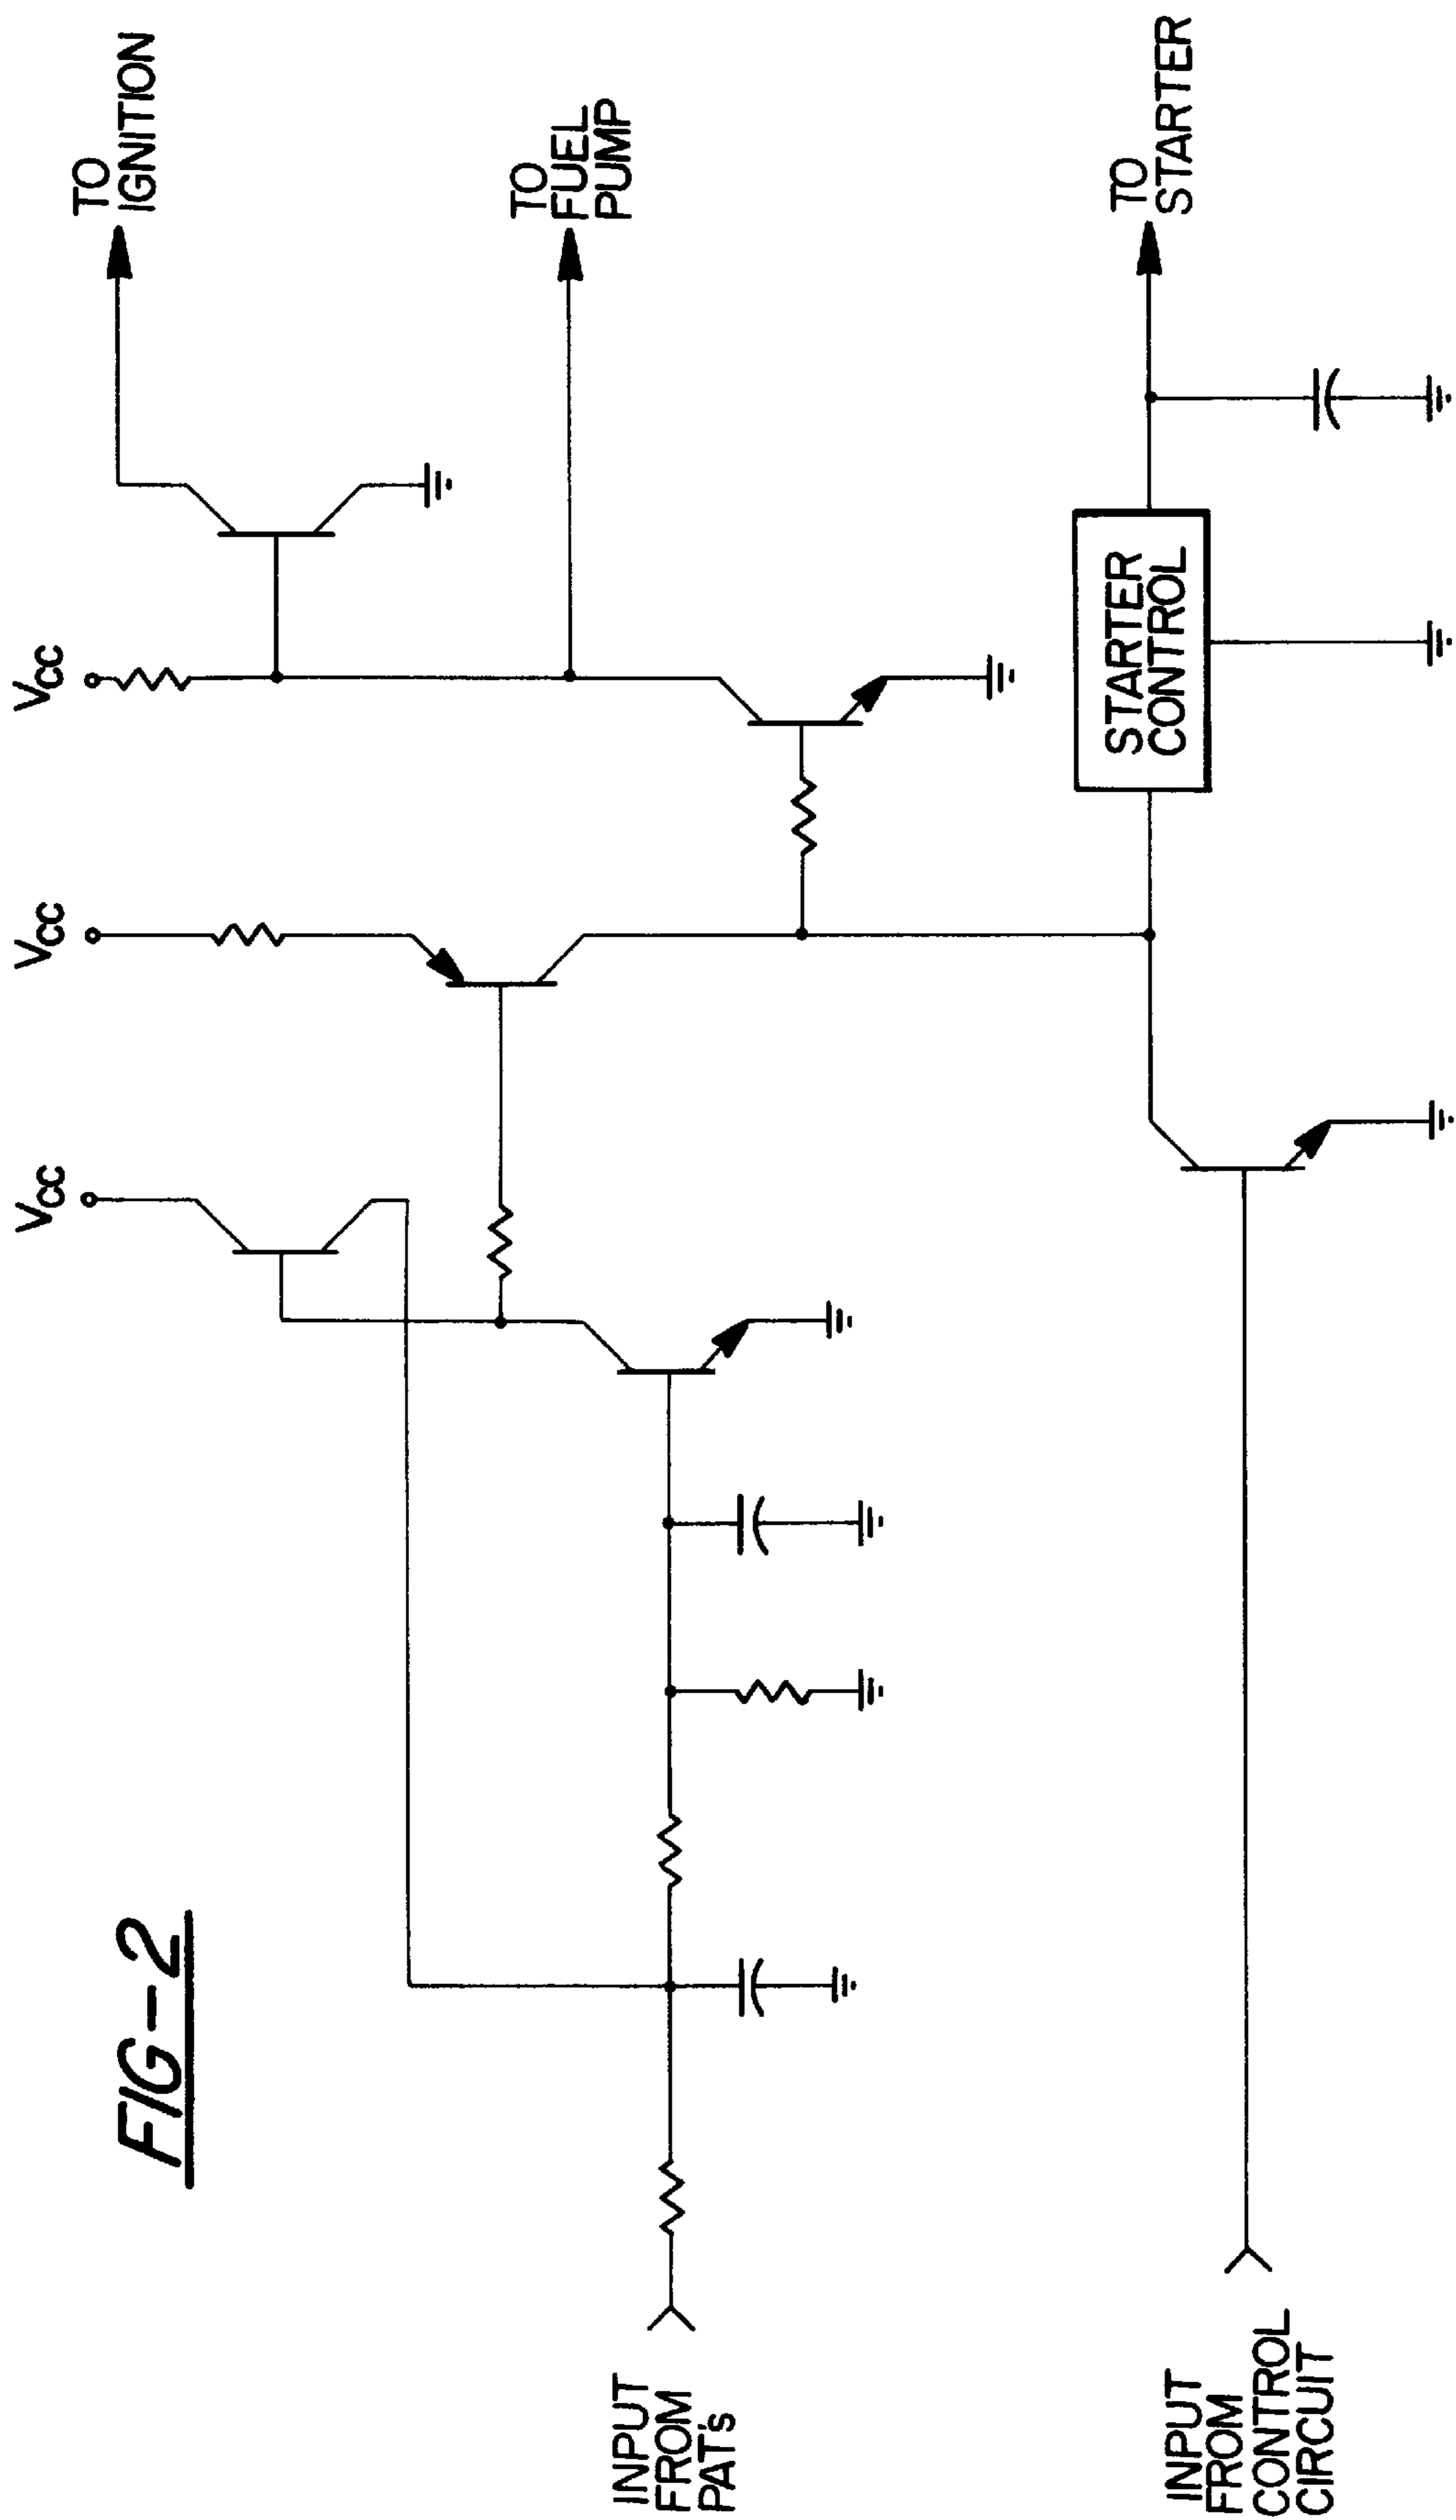 FIG-2
Vcc
Vcc
Vcc
TO
IGNITION
TO
FUEL
PUMP
INPUT
FROM
PAT's
STARTER
CONTROL
TO
STARTER
INPUT
FROM
CONTROL
CIRCUIT